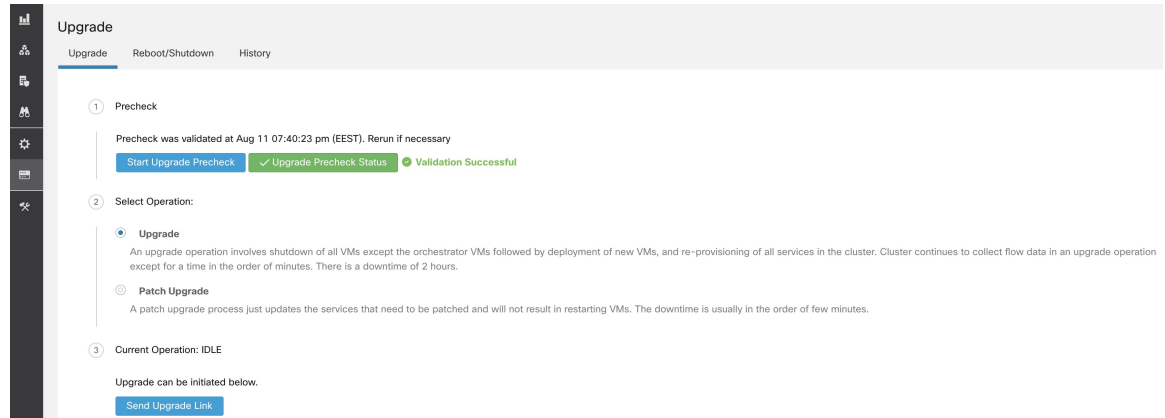 Upgrade
Upgrade Reboot/Shutdown History
1 Precheck
Precheck was validated at Aug 11 07:40:23 pm (EEST). Rerun if necessary
Start Upgrade Precheck ✓ Upgrade Precheck Status Validation Successful
2 Select Operation:
Upgrade
An upgrade operation involves shutdown of all VMs except the orchestrator VMs followed by deployment of new VMs, and re-provisioning of all services in the cluster. Cluster continues to collect flow data in an upgrade operation
except for a time in the order of minutes. There is a downtime of 2 hours.
Patch Upgrade
A patch upgrade process just updates the services that need to be patched and will not result in restarting VMs. The downtime is usually in the order of few minutes.
3 Current Operation: IDLE
Upgrade can be initiated below.
Send Upgrade Link